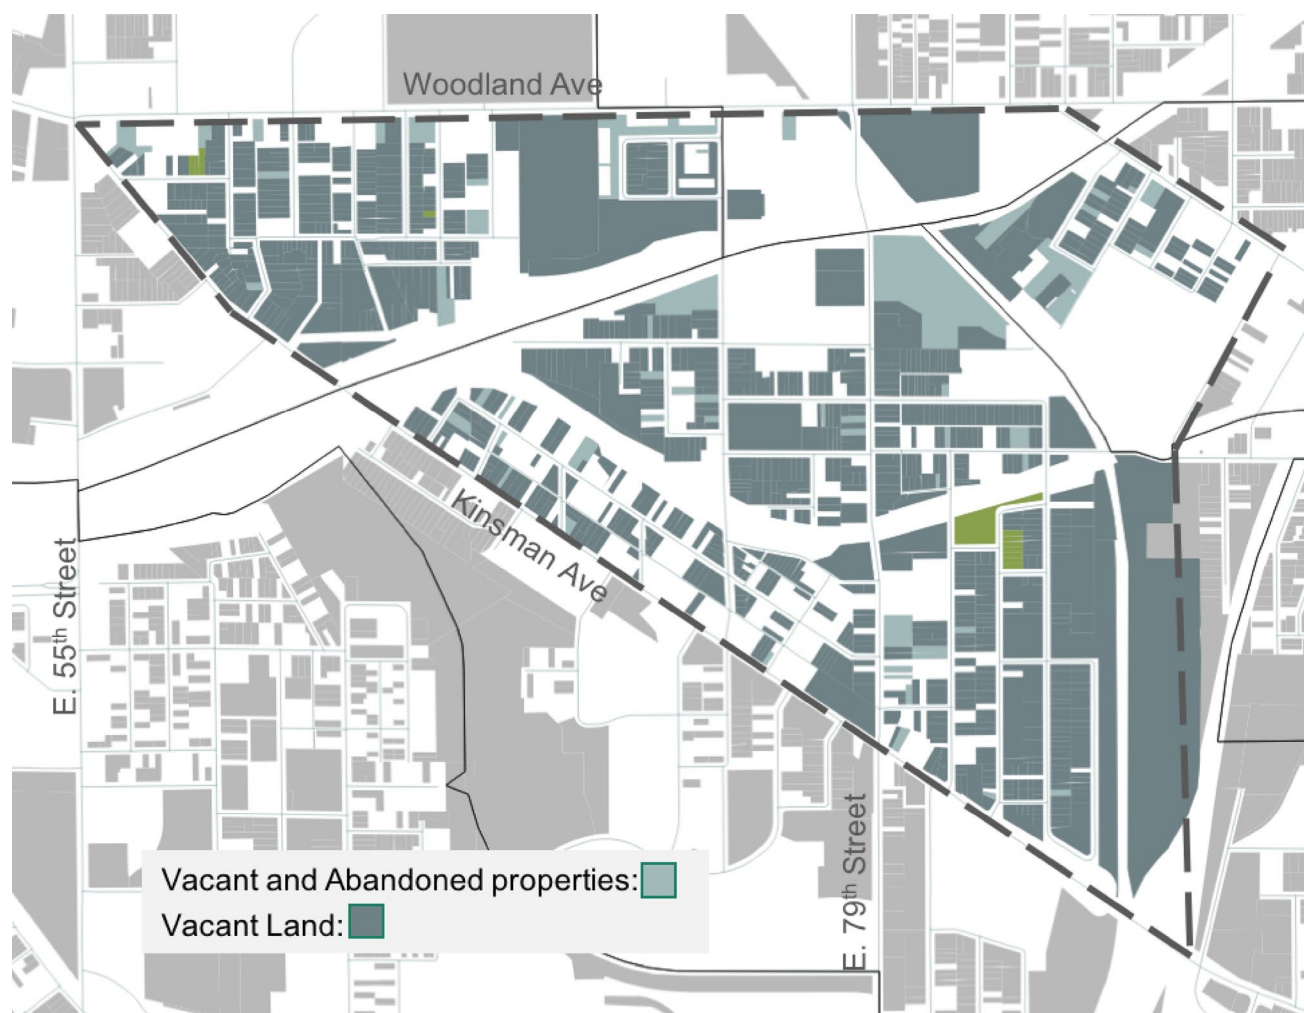 Woodland Ave
Kinsman Ave
E. 55th Street
E. 79th Street
Vacant and Abandoned properties:
Vacant Land: